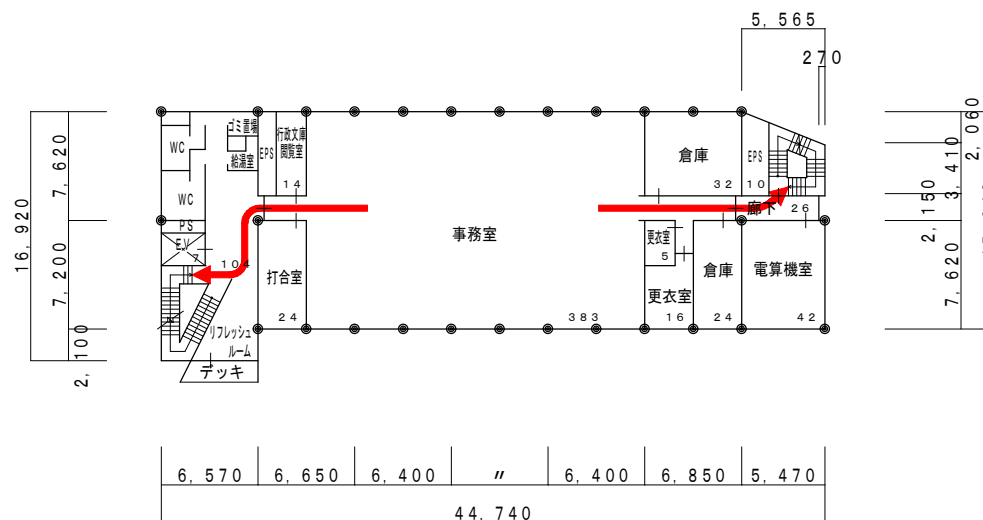 5,565
270
ゴミ置場
WC
EPS
行政文庫
閲覧室
給湯室
倉庫
EPS
14
32
10
WC
廊下
26
PS
EV
7
事務室
更衣室
5
104
打合室
倉庫
電算機室
更衣室
リフレッシュ
ルーム
24
383
16
24
42
デッキ
16,920
7,620
7,200
2,100
2,060
3,410
2,150
7,620
6,570
6,650
6,400
〃
6,400
6,850
5,470
44,740